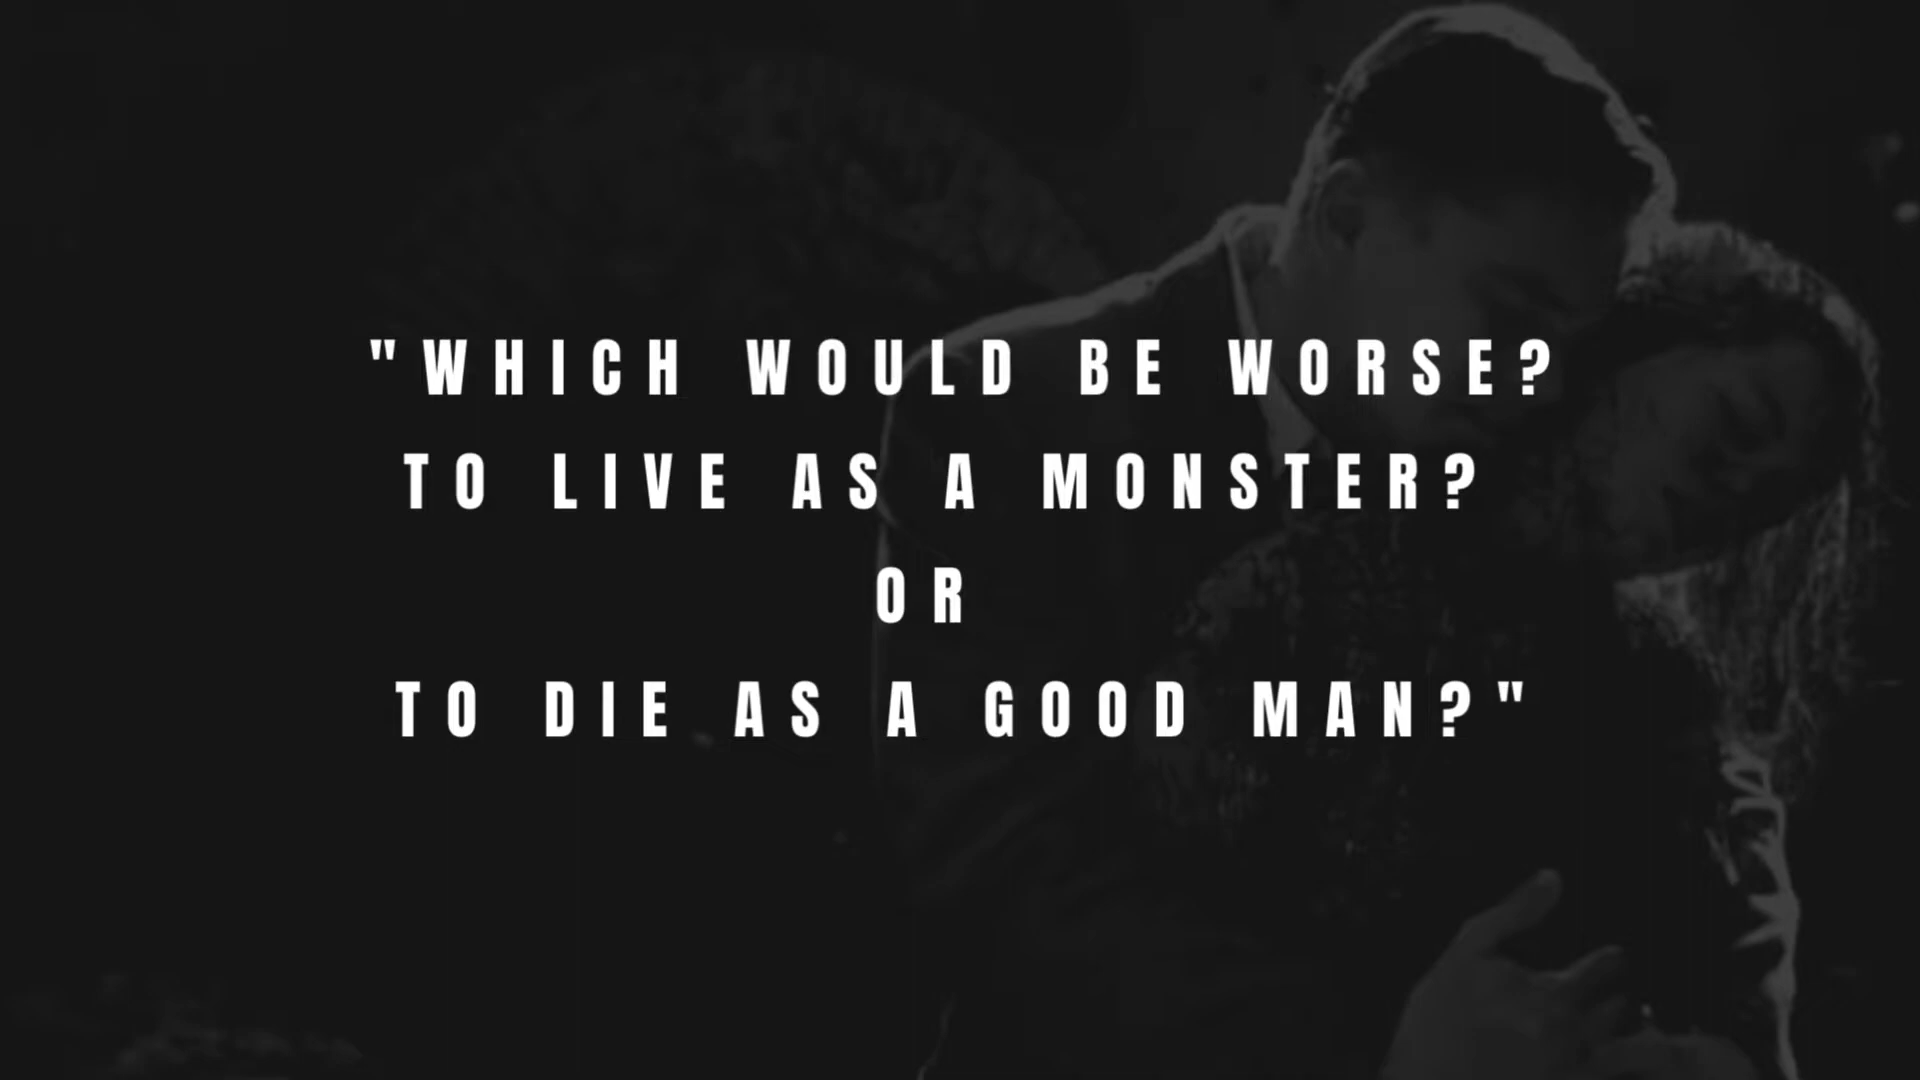 "WHICH WOULD BE WORSE?
TO LIVE AS A MONSTER?
OR
TO DIE AS A GOOD MAN?"